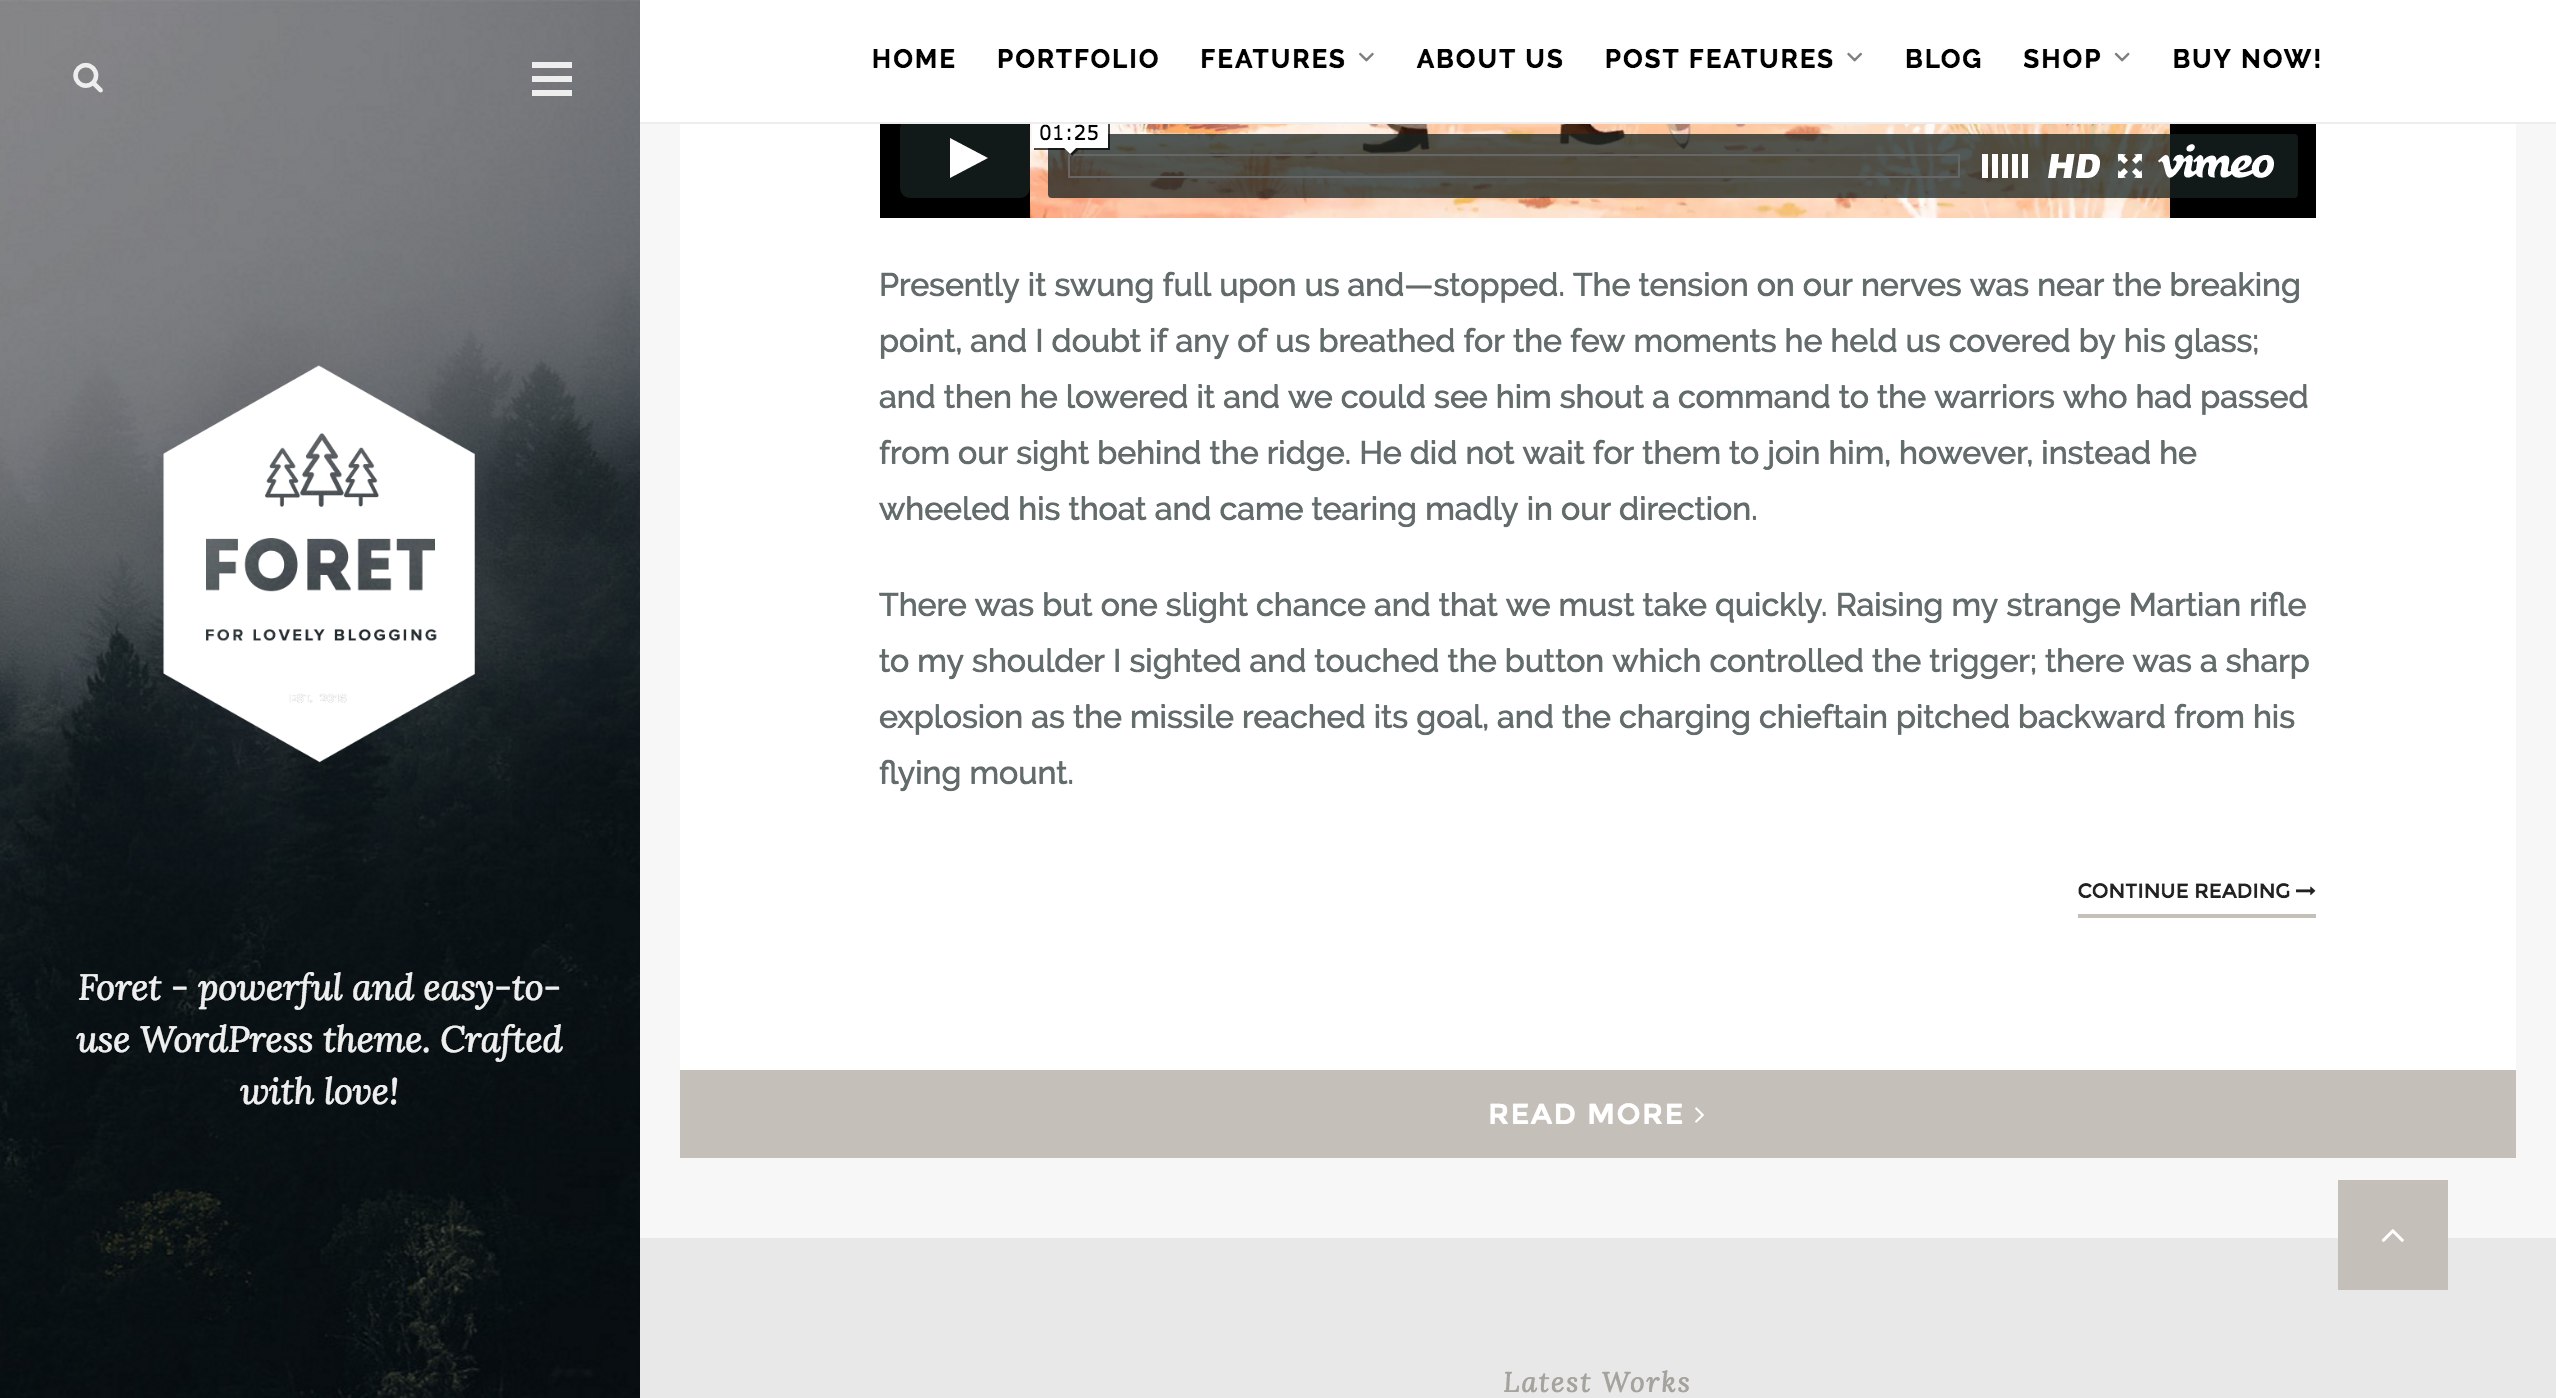 HOME PORTFOLIO FEATURES ABOUT US POST FEATURES BLOG SHOP BUY NOW!
01:25
HD vimeo
Presently it swung full upon us and—stopped. The tension on our nerves was near the breaking
point, and I doubt if any of us breathed for the few moments he held us covered by his glass;
and then he lowered it and we could see him shout a command to the warriors who had passed
from our sight behind the ridge. He did not wait for them to join him, however, instead he
wheeled his thoat and came tearing madly in our direction.
There was but one slight chance and that we must take quickly. Raising my strange Martian rifle
to my shoulder I sighted and touched the button which controlled the trigger; there was a sharp
explosion as the missile reached its goal, and the charging chieftain pitched backward from his
flying mount.
CONTINUE READING
READ MORE
Latest Works
FORET
FOR LOVELY BLOGGING
Foret - powerful and easy-to-
use WordPress theme. Crafted
with love!